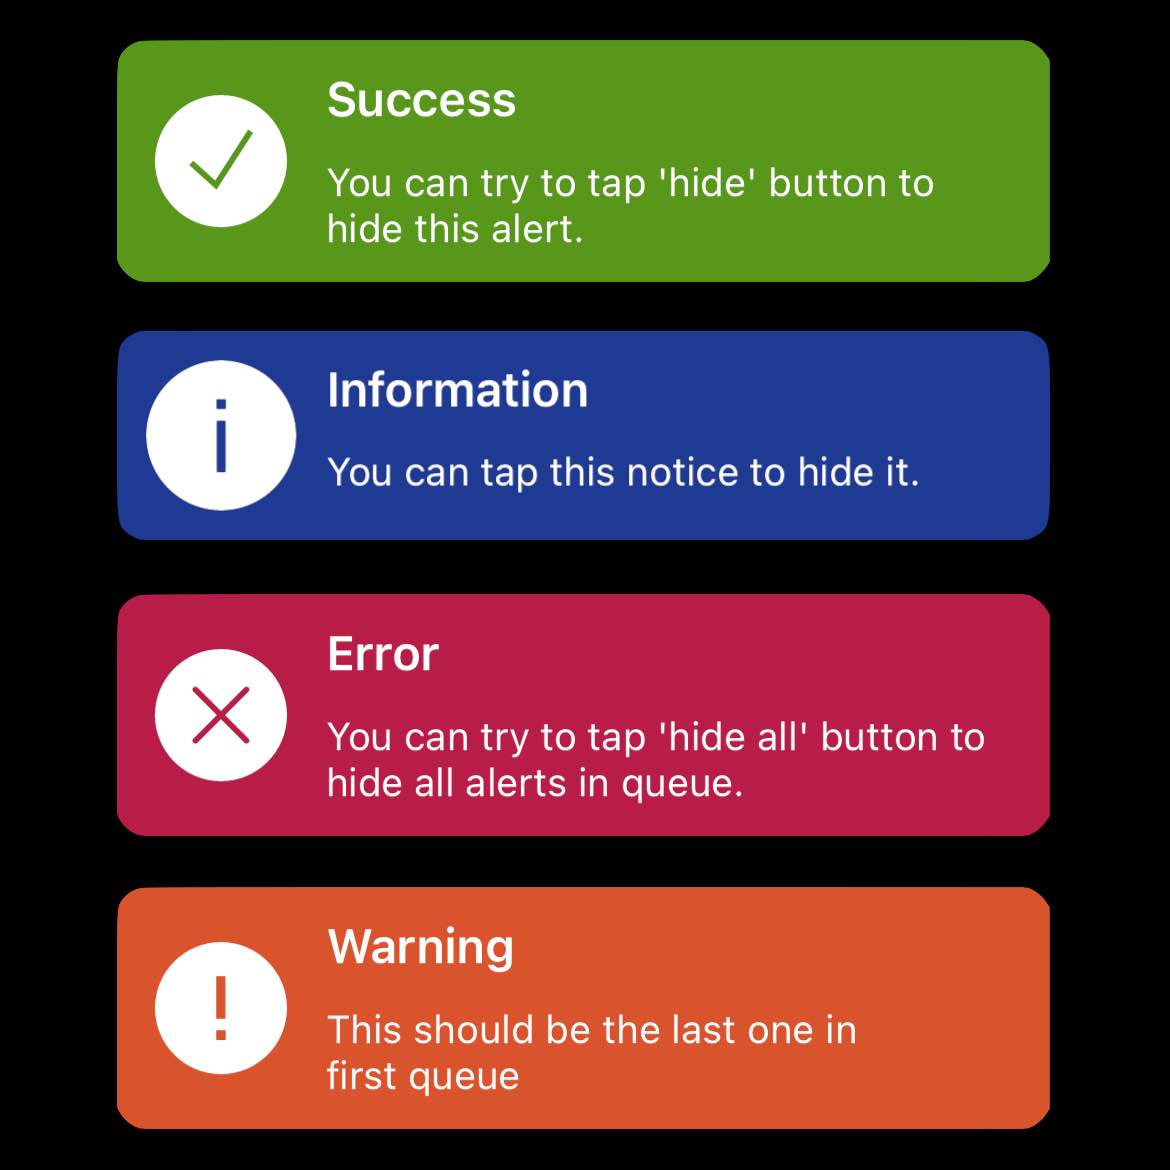 Success
You can try to tap 'hide' button to
hide this alert.
i
Information
You can tap this notice to hide it.
Error
You can try to tap 'hide all' button to
hide all alerts in queue.
!
Warning
This should be the last one in
first queue